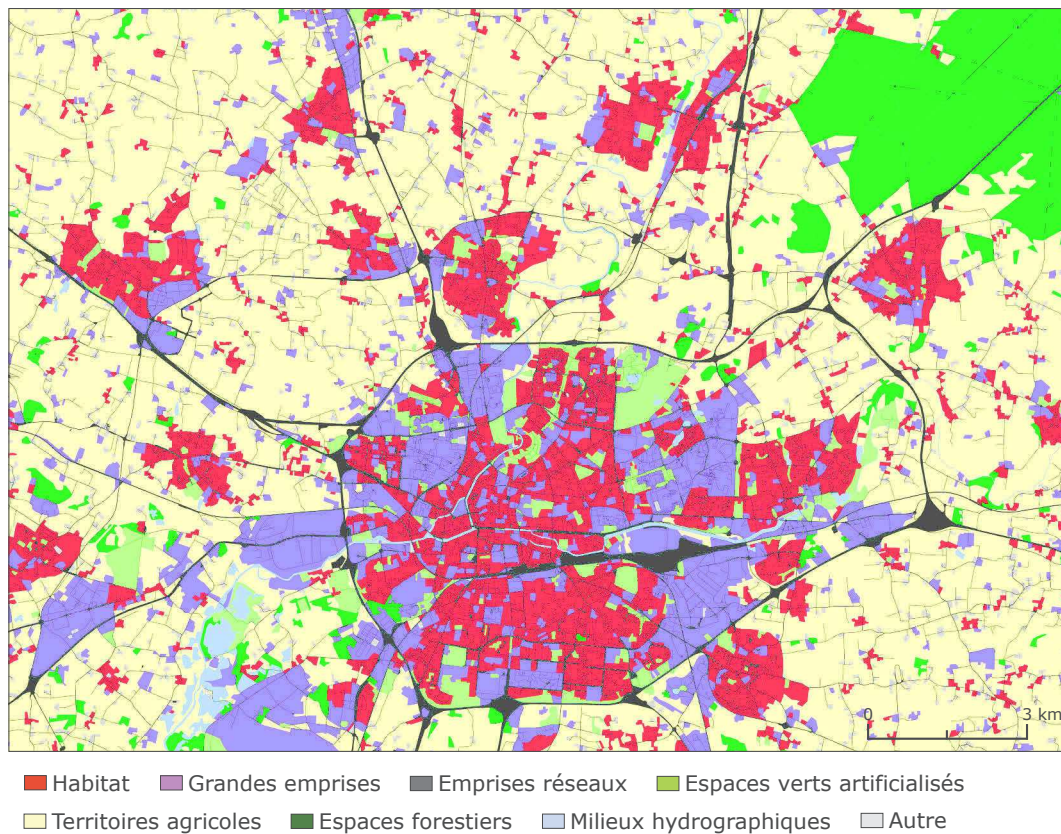 0 3 km
Habitat Grandes emprises Emprises réseaux Espaces verts artificialisés
Territoires agricoles Espaces forestiers Milieux hydrographiques Autre